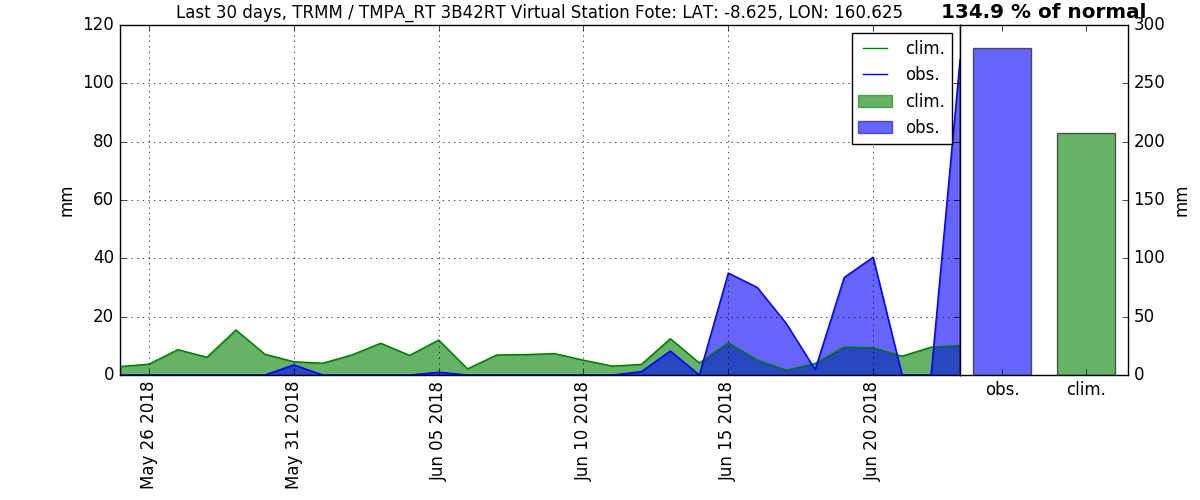 Last 30 days, TRMM / TMPA_RT 3B42RT Virtual Station Fote: LAT: -8.625, LON: 160.625
134.9 % of normal
120
100
80
60
40
20
0
mm
clim.
obs.
clim.
obs.
300
250
200
150
100
50
0
mm
May 26 2018
May 31 2018
Jun 05 2018
Jun 10 2018
Jun 15 2018
Jun 20 2018
obs.
clim.